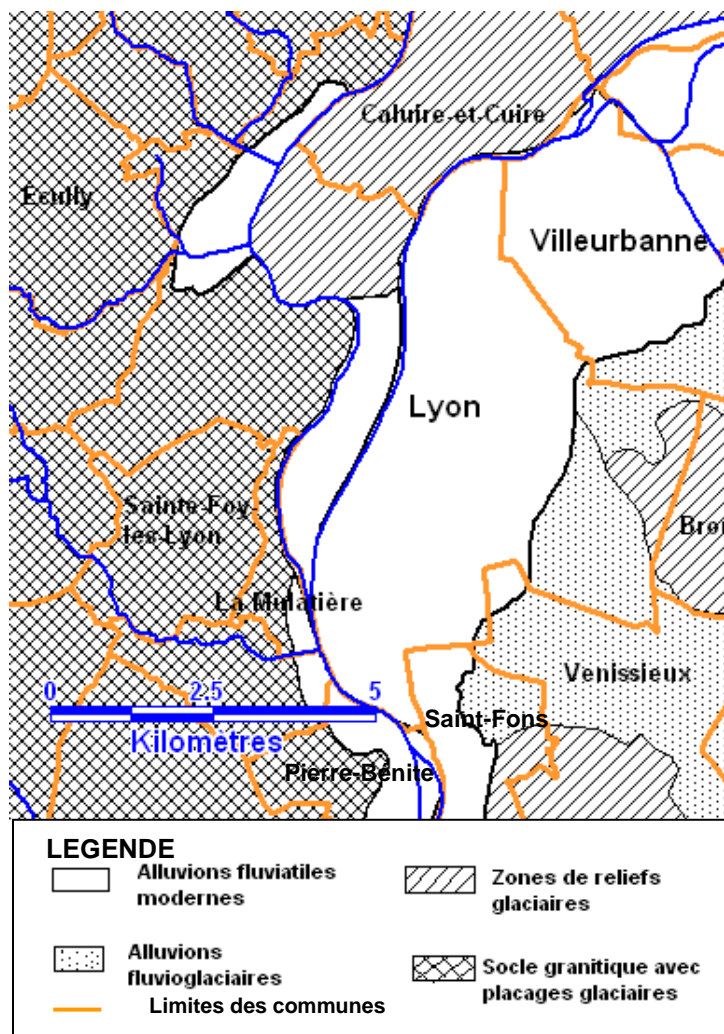 Caluire-et-Cuire
Ecully
Villeurbanne
Lyon
Sainte-Foy-
les-Lyon
Bron
La Mulatière
Venissieux
0 2.5 5
Kilometres
Saint-Fons
Pierre-Bénite
LEGENDE
Alluvions fluviatiles
modernes
Zones de reliefs
glaciaires
Alluvions
fluvioglaciaires
Socle granitique avec
placages glaciaires
Limites des communes